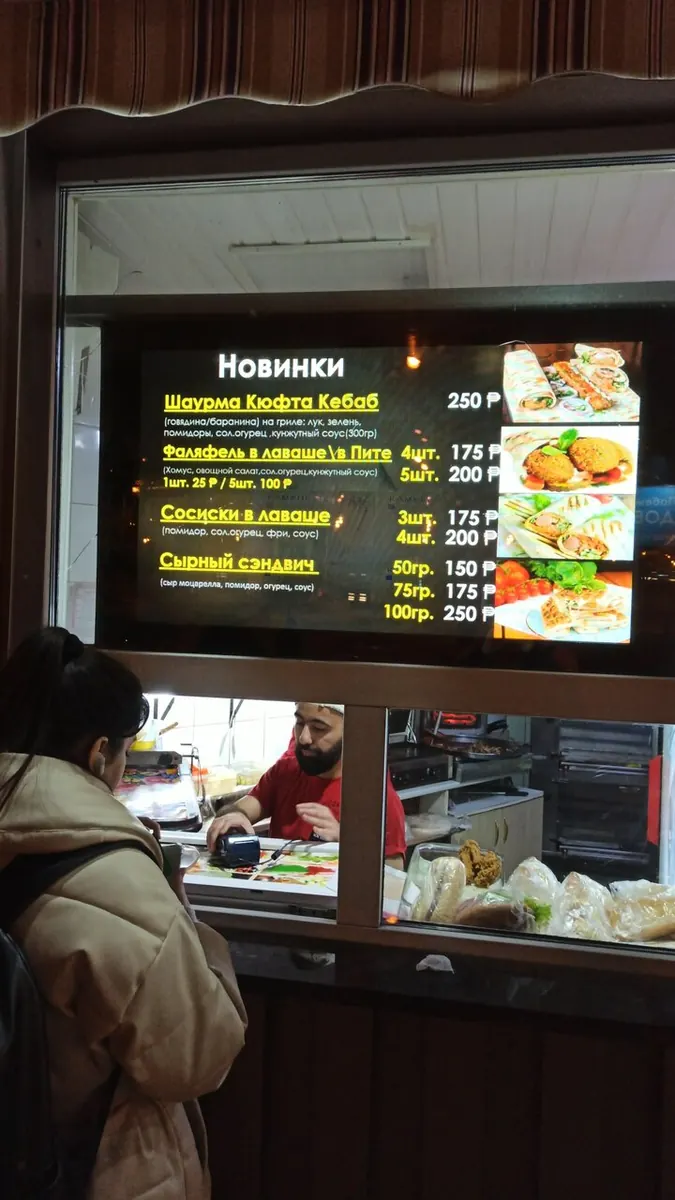 Новинки
Шаурма Кюфта Кебаб 250 ₽
(говядина/баранина) на гриле: лук, зелень,
помидоры, сол.огурец ,кунжутный соус(300гр)
Фаляфель в лаваше\в Пите 4шт. 175 ₽
(Хомус, овощной салат,сол.огурец,кунжутный соус) 5шт. 200 ₽
1шт. 25 ₽ / 5шт. 100 ₽
Сосиски в лаваше 3шт. 175 ₽
(помидор, сол.огурец, фри, соус) 4шт. 200 ₽
Сырный сэндвич 50гр. 150 ₽
(сыр моцарелла, помидор, огурец, соус) 75гр. 175 ₽
100гр. 250 ₽